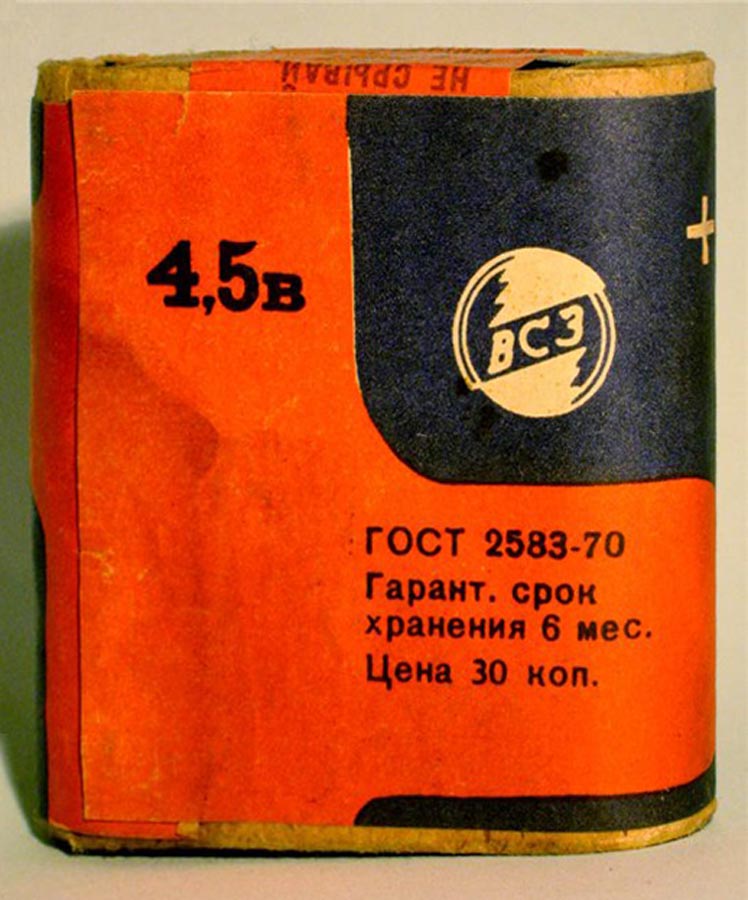 НЕ СРЫВАЙ
4,5в
+
ВСЗ
ГОСТ 2583-70
Гарант. срок
хранения 6 мес.
Цена 30 коп.